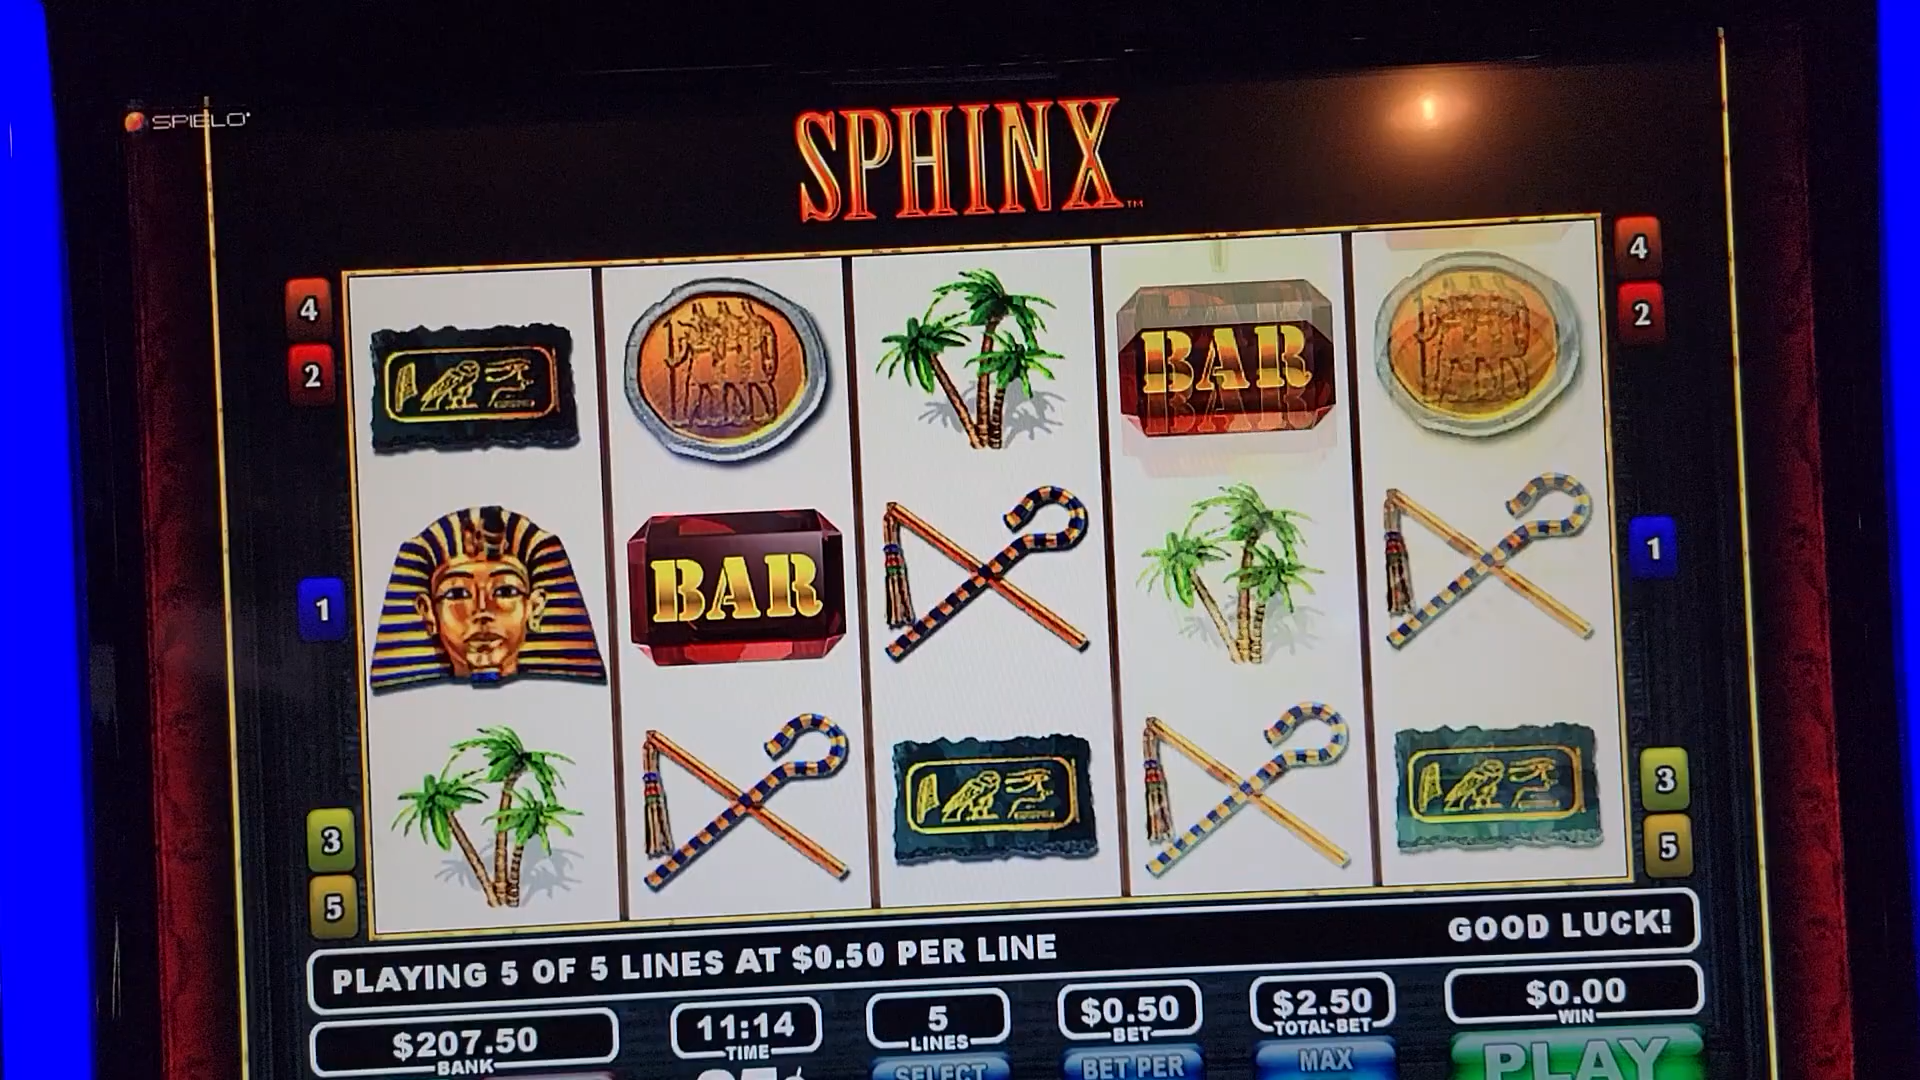 SPIELO
SPHINX™
4
4
2
2
BAR
BAR
1
1
3
3
5
5
GOOD LUCK!
PLAYING 5 OF 5 LINES AT $0.50 PER LINE
$207.50
BANK
11:14
TIME
5
LINES
$0.50
BET
$2.50
TOTAL-BET
$0.00
WIN
SELECT
BET PER
MAX
PLAY